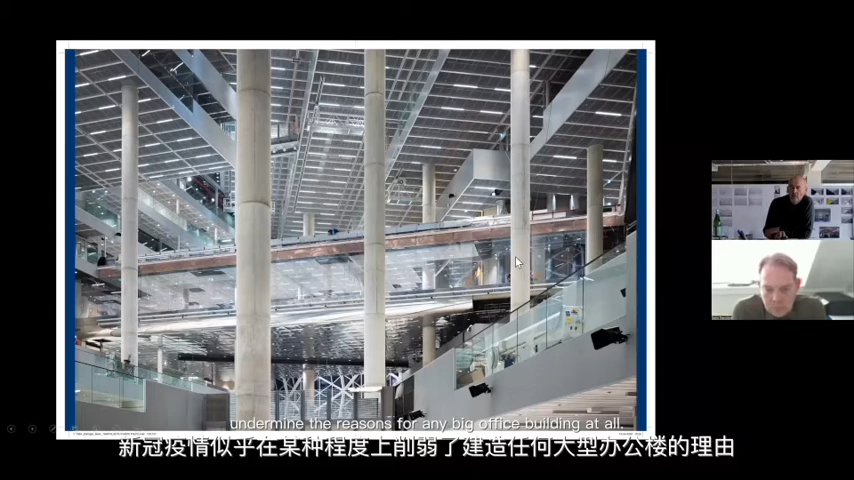 undermine the reasons for any big office building at all.
新冠疫情似乎在某种程度上削弱了建造任何大型办公楼的理由